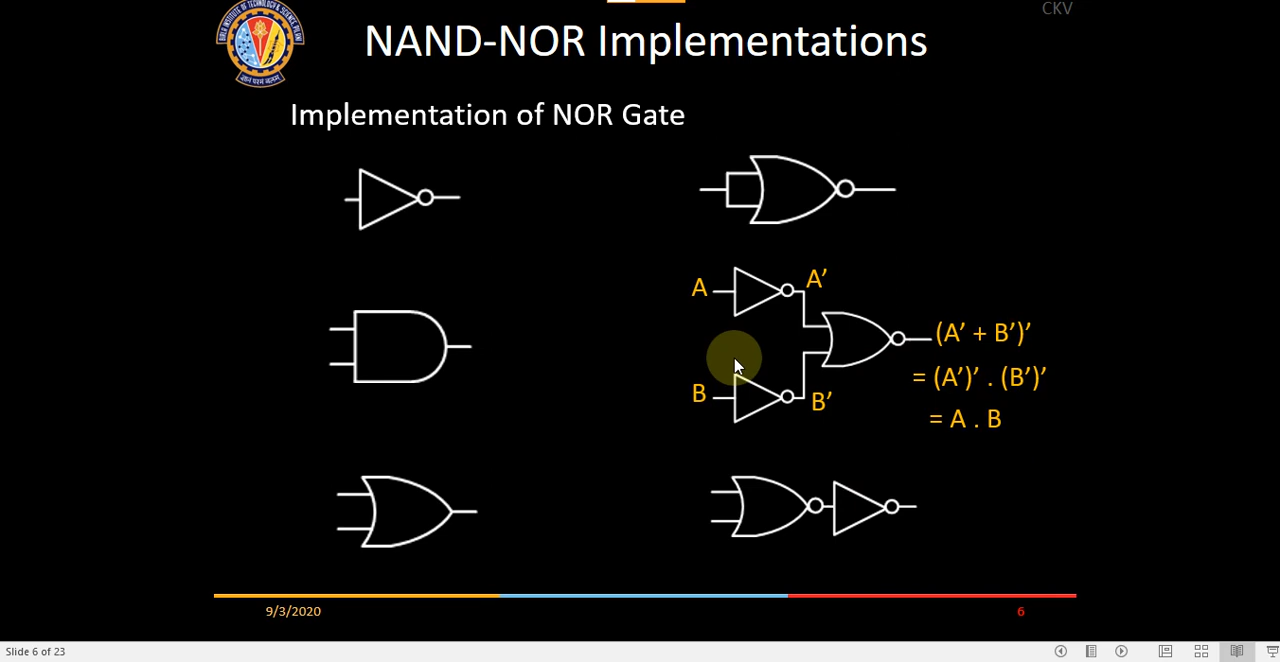 CKV
NAND-NOR Implementations
Implementation of NOR Gate
A
A’
(A’ + B’)’
= (A’)’ . (B’)’
B
B’
= A . B
9/3/2020
6
Slide 6 of 23